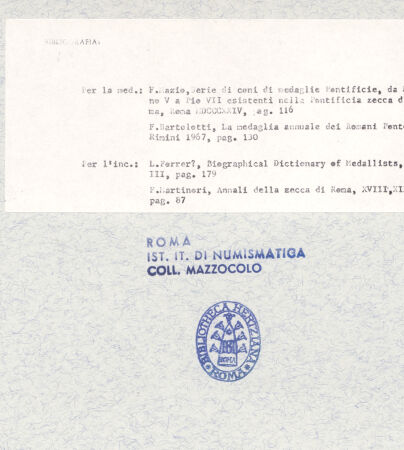 BIBLIOGRAFIA:
Per la med.: F.Mazio,Serie di coni di medaglie Pontificie, da
no V a Pio VII esistenti nella Pontificia zecca d
ma, Roma MDCCCXXIV, pag. 116
F.Bartolotti, La medaglia annuale dei Romani Pont
Rimini 1967, pag. 130
Per l'inc.: L.Forrer?, Biographical Dictionary of Medallists,
III, pag. 179
F.Martinori, Annali della zecca di Roma, XVIII,XI
pag. 87
ROMA
IST. IT. DI NUMISMATIGA
COLL. MAZZOCOLO
BIBLIOTHECA HERTZIANA
ROMA